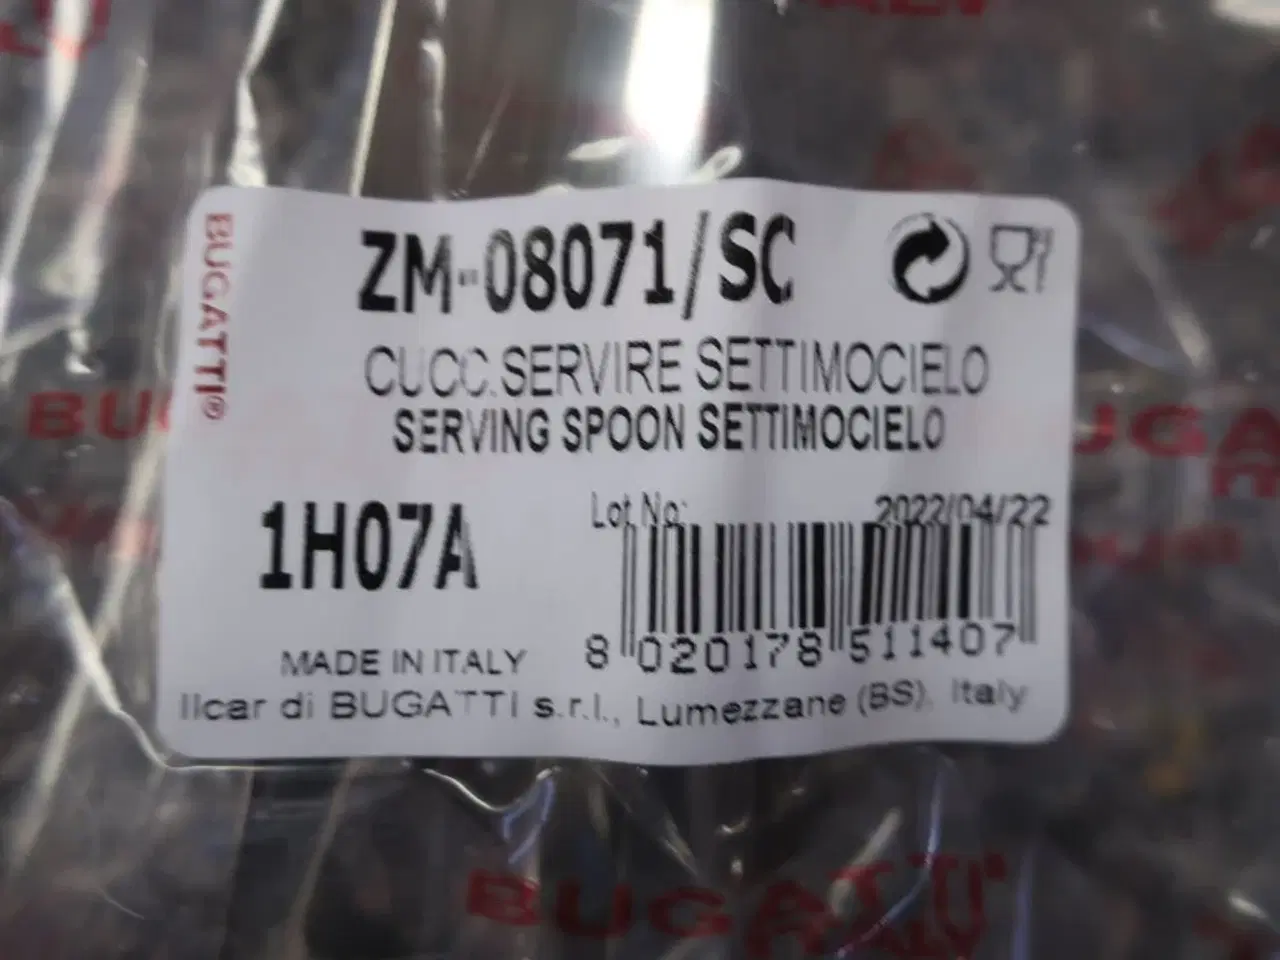 BUGATTI®
ZM-08071/SC
CUCC.SERVIRE SETTIMOCIELO
SERVING SPOON SETTIMOCIELO
1H07A
Lot No:
2022/04/22
8 020178 511407
MADE IN ITALY
Ilcar di BUGATTI s.r.l., Lumezzane (BS), Italy
BUGATTI